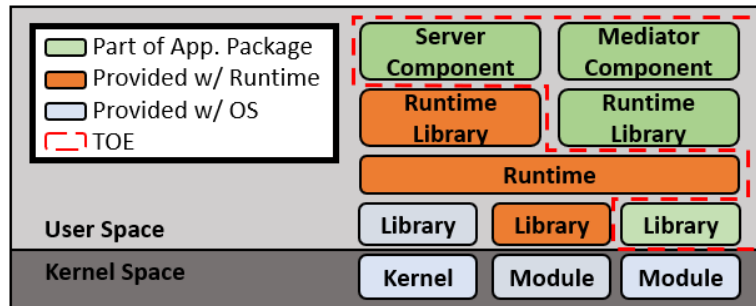 Part of App. Package
Provided w/ Runtime
Provided w/ OS
TOE
Server
Component
Mediator
Component
Runtime
Library
Runtime
Library
Runtime
User Space
Library
Library
Library
Kernel Space
Kernel
Module
Module